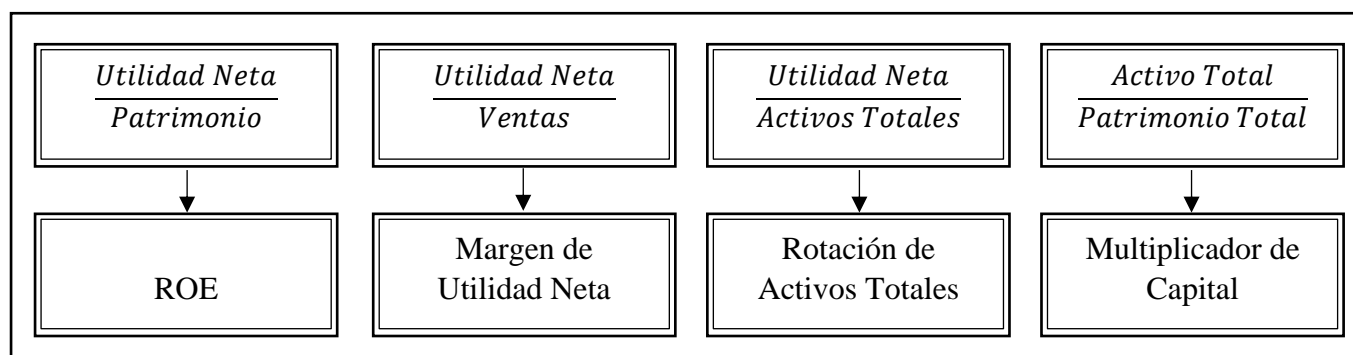 Utilidad Neta
Patrimonio
Utilidad Neta
Ventas
Utilidad Neta
Activos Totales
Activo Total
Patrimonio Total
ROE
Margen de
Utilidad Neta
Rotación de
Activos Totales
Multiplicador de
Capital